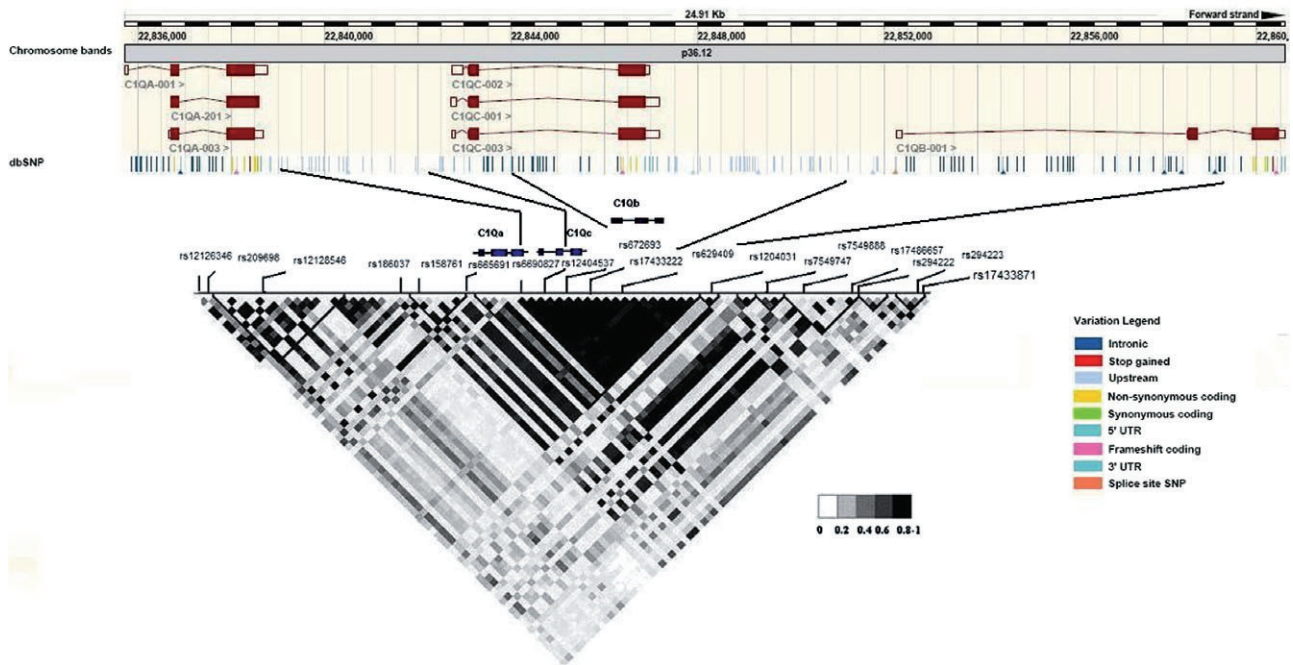 24.91 Kb
Forward strand
22,836,000 22,840,000 22,844,000 22,848,000 22,852,000 22,856,000 22,860,
Chromosome bands
p36.12
C1QA-001 > C1QC-002 >
C1QA-201 > C1QC-001 >
C1QA-003 > C1QC-003 > C1QB-001 >
dbSNP
C1Qb
C1Qa C1Qc
rs12126346 rs209698 rs12128546 rs186037 rs158761 rs665691 rs6690827 rs12404537 rs672693 rs17433222 rs629409 rs1204031 rs7549747 rs7549888 rs17486657 rs294222 rs294223 rs17433871
Variation Legend
Intronic
Stop gained
Upstream
Non-synonymous coding
Synonymous coding
5' UTR
Frameshift coding
3' UTR
Splice site SNP
0 0.2 0.4 0.6 0.8-1